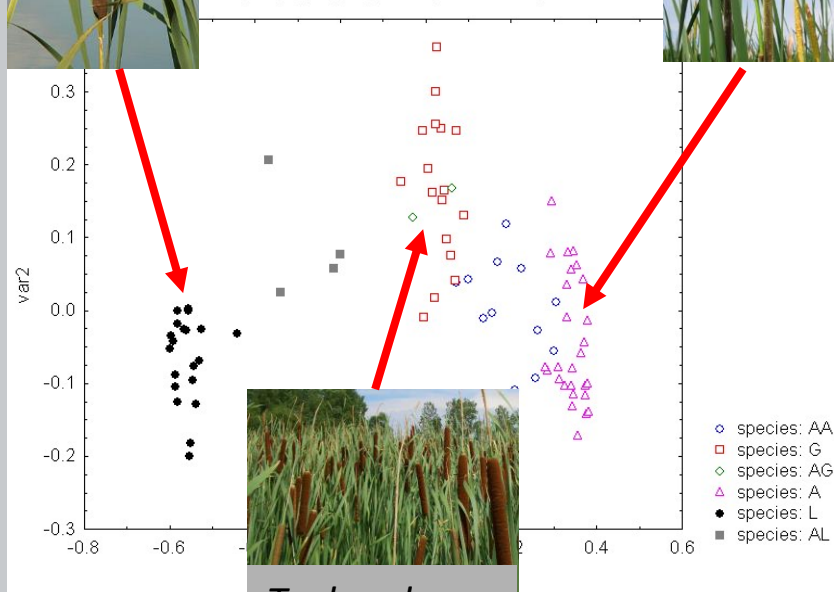 0.3
0.2
0.1
0.0
-0.1
-0.2
-0.3
var2
-0.8
-0.6
0.4
0.6
species: AA
species: G
species: AG
species: A
species: L
species: AL